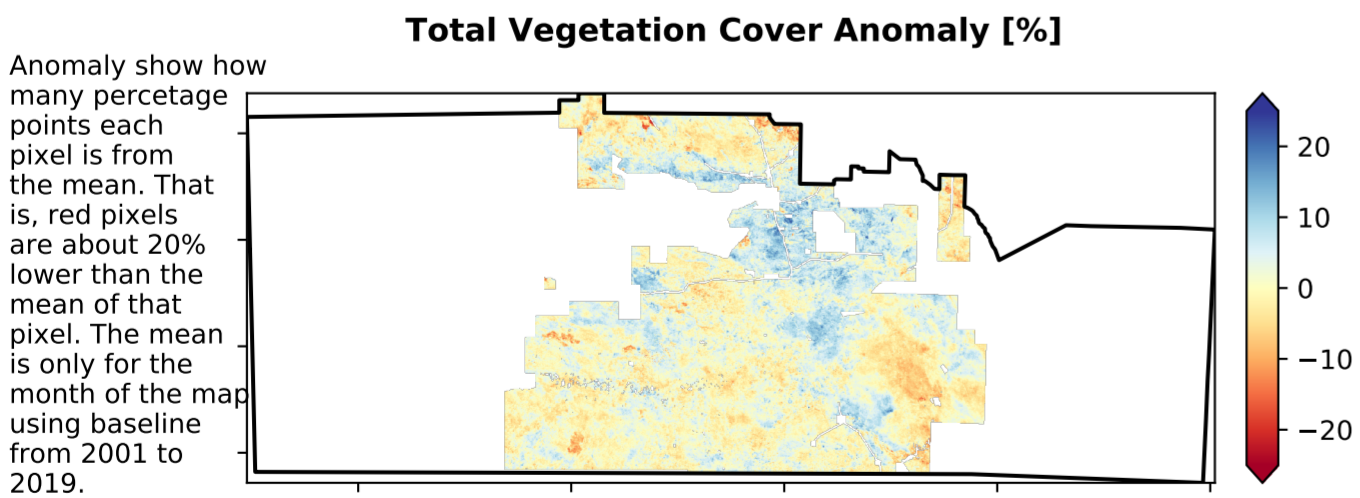 Total Vegetation Cover Anomaly [%]
Anomaly show how
many percetage
points each
pixel is from
the mean. That
is, red pixels
are about 20%
lower than the
mean of that
pixel. The mean
is only for the
month of the map
using baseline
from 2001 to
2019.
20
10
0
−10
−20